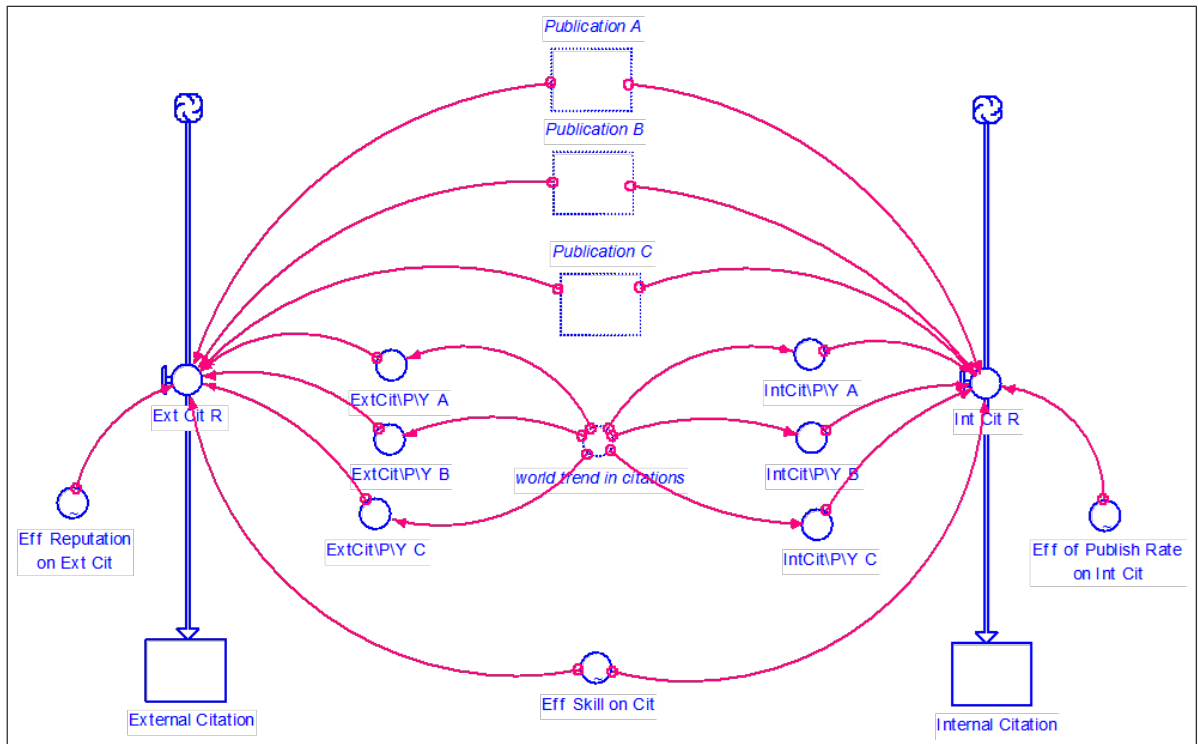 Publication A
Publication B
Publication C
ExtCit\P\Y A
IntCit\P\Y A
Ext Cit R
Int Cit R
ExtCit\P\Y B
world trend in citations
IntCit\P\Y B
~
Eff Reputation
on Ext Cit
ExtCit\P\Y C
IntCit\P\Y C
~
Eff of Publish Rate
on Int Cit
~
Eff Skill on Cit
External Citation
Internal Citation